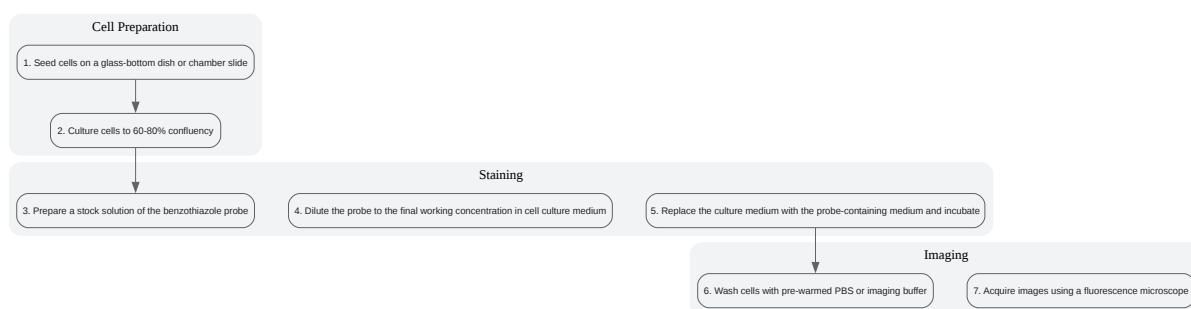 Cell Preparation
1. Seed cells on a glass-bottom dish or chamber slide
2. Culture cells to 60-80% confluency
Staining
3. Prepare a stock solution of the benzothiazole probe
4. Dilute the probe to the final working concentration in cell culture medium
5. Replace the culture medium with the probe-containing medium and incubate
Imaging
6. Wash cells with pre-warmed PBS or imaging buffer
7. Acquire images using a fluorescence microscope